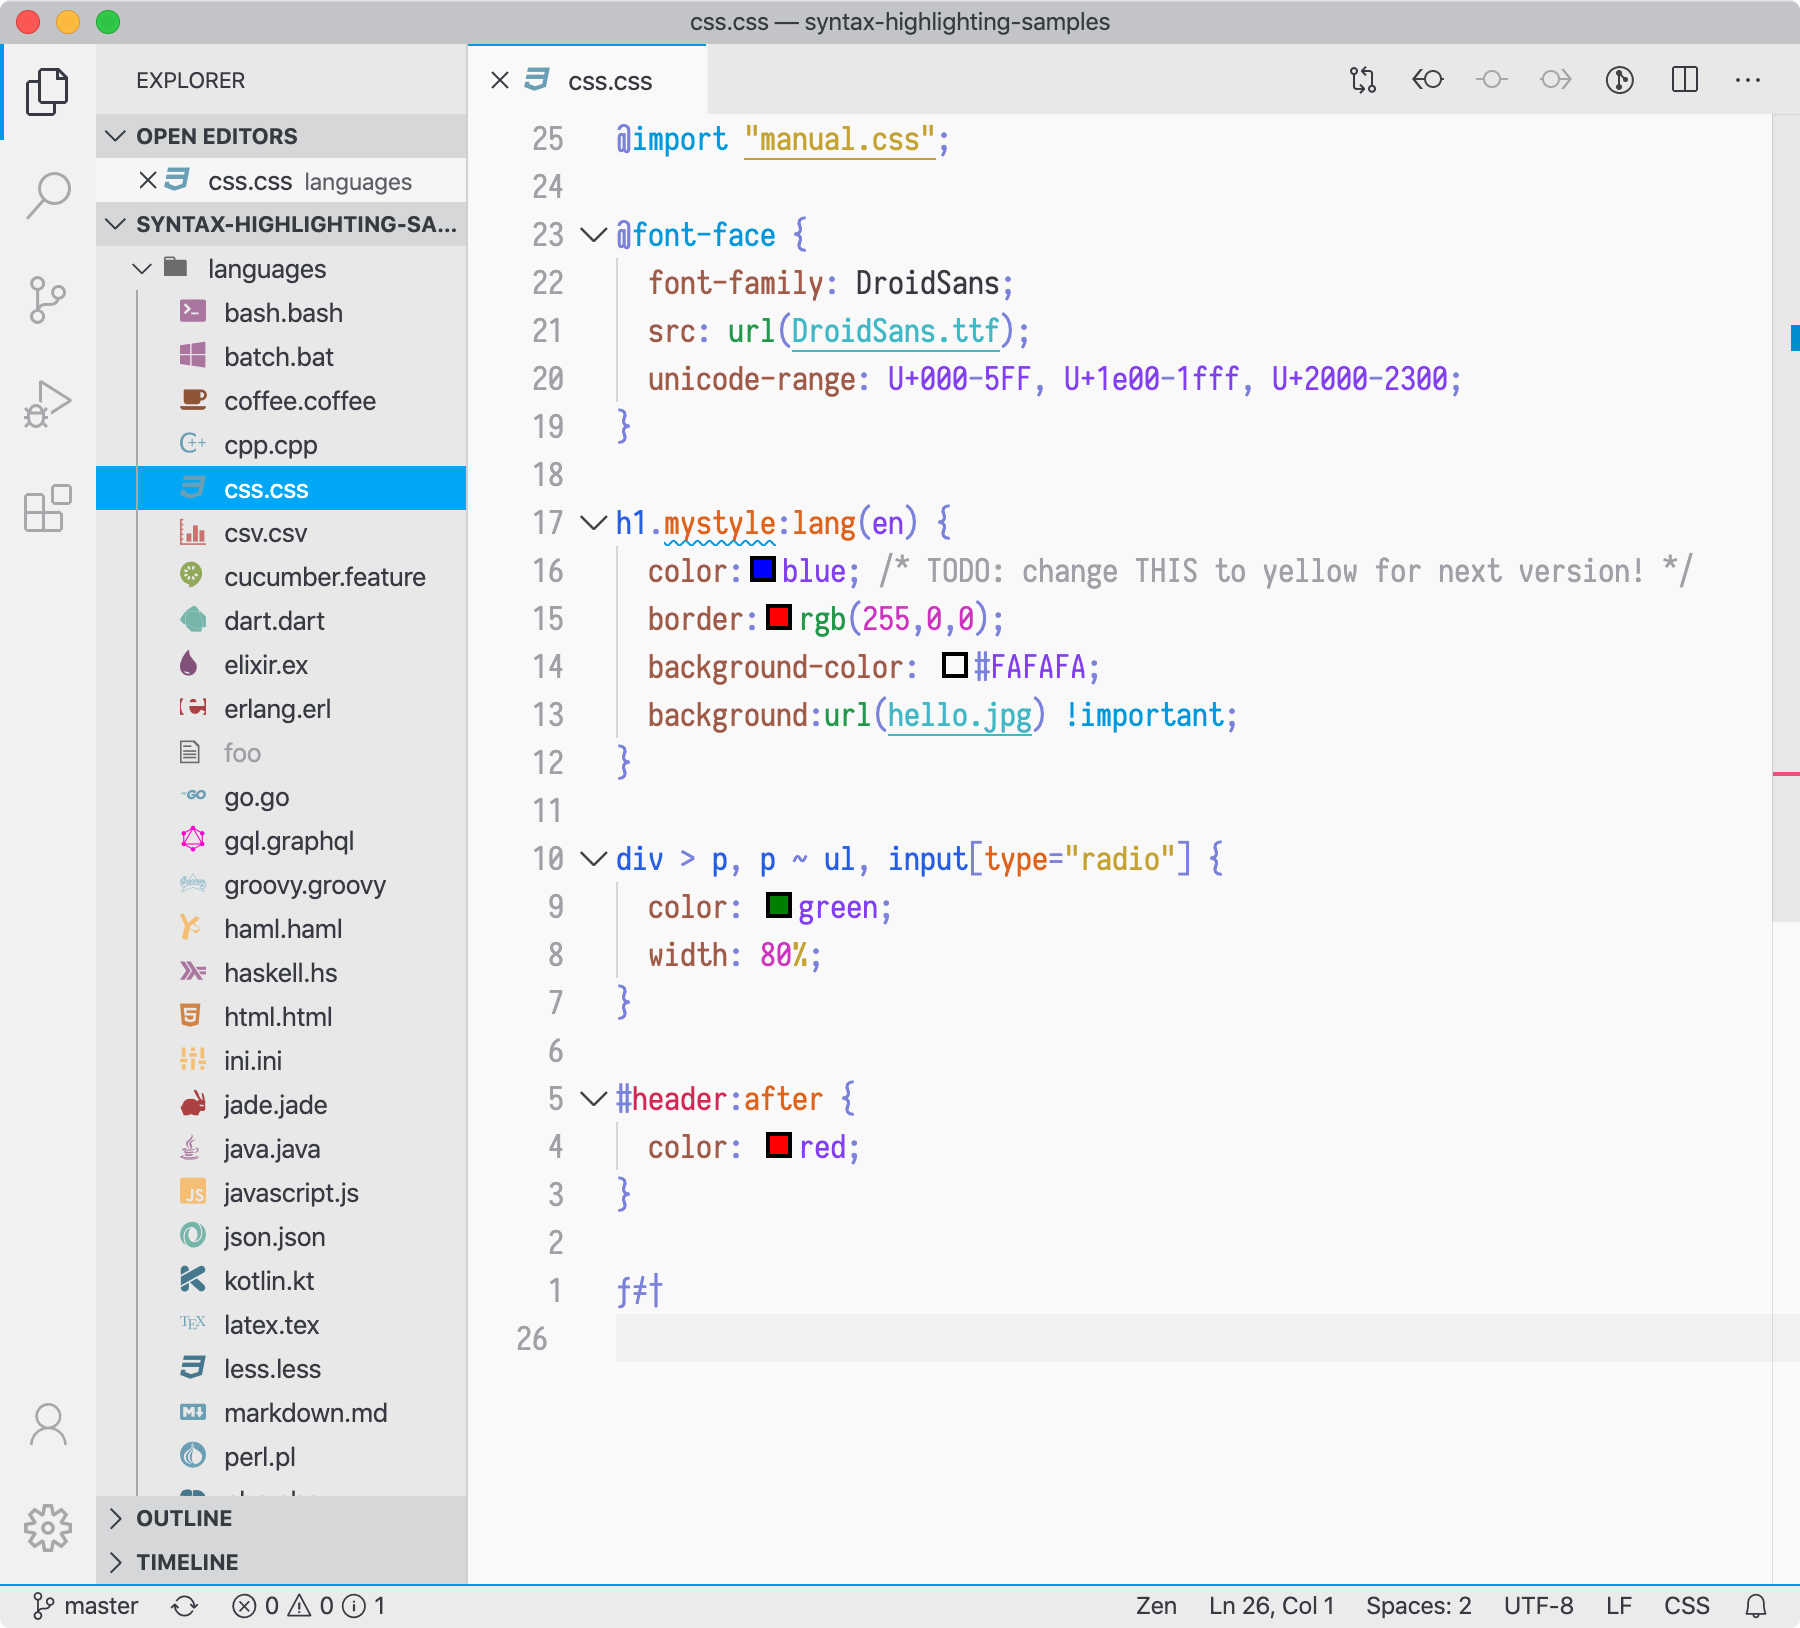 css.css — syntax-highlighting-samples
EXPLORER
OPEN EDITORS
css.css languages
SYNTAX-HIGHLIGHTING-SA...
languages
bash.bash
batch.bat
coffee.coffee
cpp.cpp
css.css
csv.csv
cucumber.feature
dart.dart
elixir.ex
erlang.erl
foo
go.go
gql.graphql
groovy.groovy
haml.haml
haskell.hs
html.html
ini.ini
jade.jade
java.java
javascript.js
json.json
kotlin.kt
latex.tex
less.less
markdown.md
perl.pl
OUTLINE
TIMELINE
css.css
25 @import "manual.css";
24
23 @font-face {
22 font-family: DroidSans;
21 src: url(DroidSans.ttf);
20 unicode-range: U+000-5FF, U+1e00-1fff, U+2000-2300;
19 }
18
17 h1.mystyle:lang(en) {
16 color:blue; /* TODO: change THIS to yellow for next version! */
15 border:rgb(255,0,0);
14 background-color: #FAFAFA;
13 background:url(hello.jpg) !important;
12 }
11
10 div > p, p ~ ul, input[type="radio"] {
9 color: green;
8 width: 80%;
7 }
6
5 #header:after {
4 color: red;
3 }
2
1 ƒ≠†
26
master 0 0 1 Zen Ln 26, Col 1 Spaces: 2 UTF-8 LF CSS